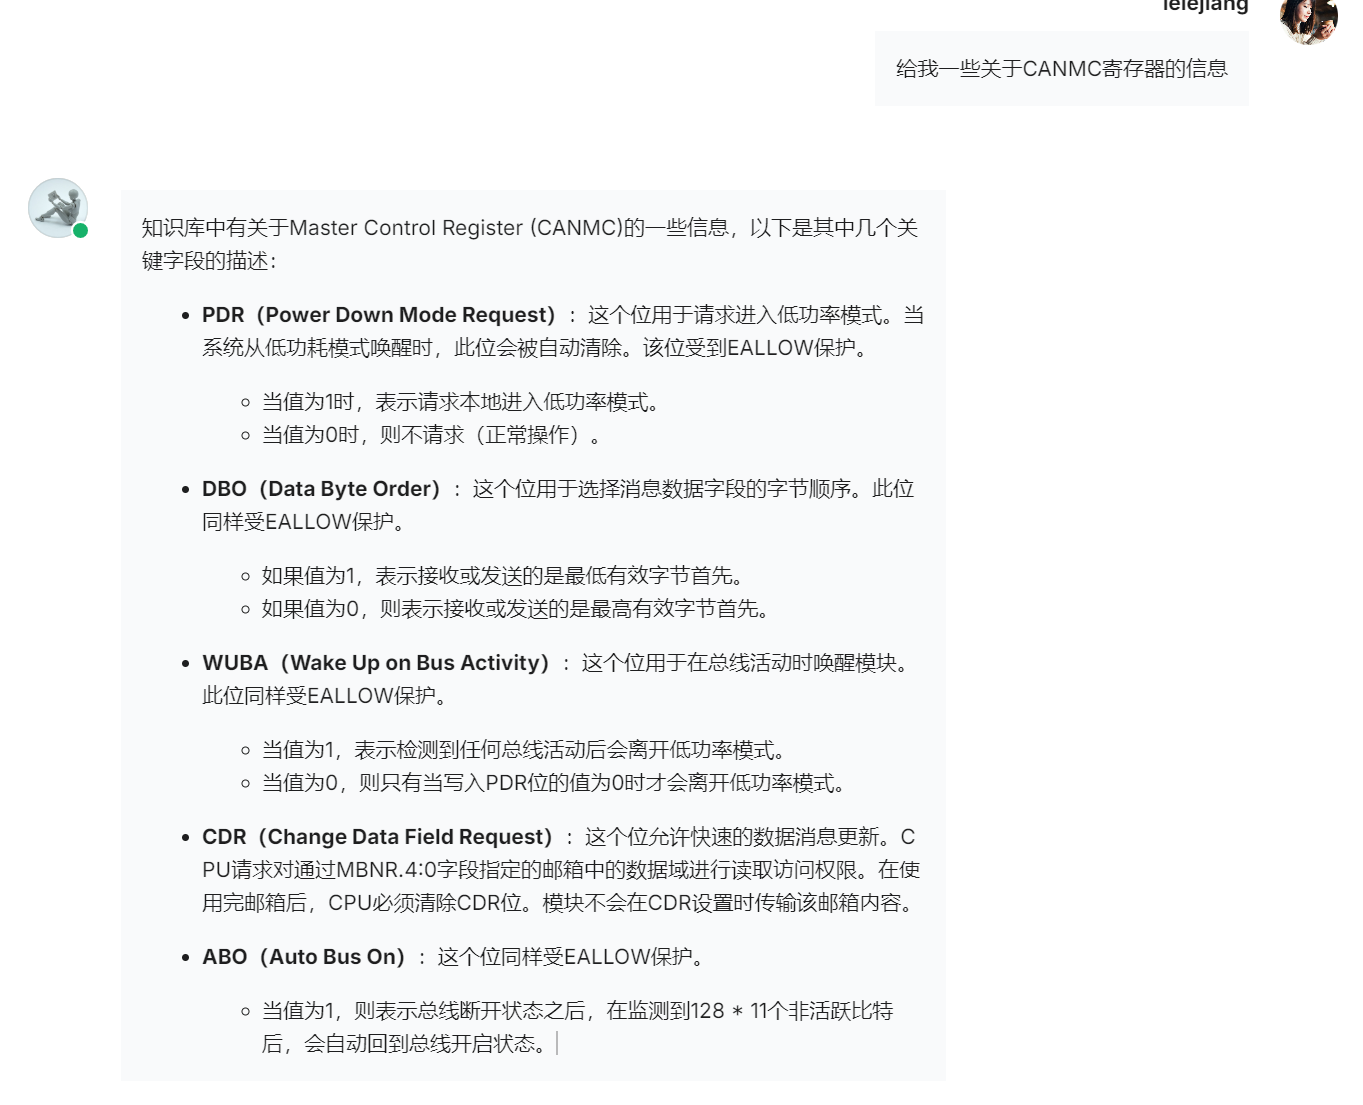 lelejiang
给我一些关于CANMC寄存器的信息
知识库中有关于Master Control Register (CANMC)的一些信息，以下是其中几个关
键字段的描述：
• PDR（Power Down Mode Request）：这个位用于请求进入低功率模式。当
系统从低功耗模式唤醒时，此位会被自动清除。该位受到EALLOW保护。
◦ 当值为1时，表示请求本地进入低功率模式。
◦ 当值为0时，则不请求（正常操作）。
• DBO（Data Byte Order）：这个位用于选择消息数据字段的字节顺序。此位
同样受EALLOW保护。
◦ 如果值为1，表示接收或发送的是最低有效字节首先。
◦ 如果值为0，则表示接收或发送的是最高有效字节首先。
• WUBA（Wake Up on Bus Activity）：这个位用于在总线活动时唤醒模块。
此位同样受EALLOW保护。
◦ 当值为1，表示检测到任何总线活动后会离开低功率模式。
◦ 当值为0，则只有当写入PDR位的值为0时才会离开低功率模式。
• CDR（Change Data Field Request）：这个位允许快速的数据消息更新。C
PU请求对通过MBNR.4:0字段指定的邮箱中的数据域进行读取访问权限。在使
用完邮箱后，CPU必须清除CDR位。模块不会在CDR设置时传输该邮箱内容。
• ABO（Auto Bus On）：这个位同样受EALLOW保护。
◦ 当值为1，则表示总线断开状态之后，在监测到128 * 11个非活跃比特
后，会自动回到总线开启状态。